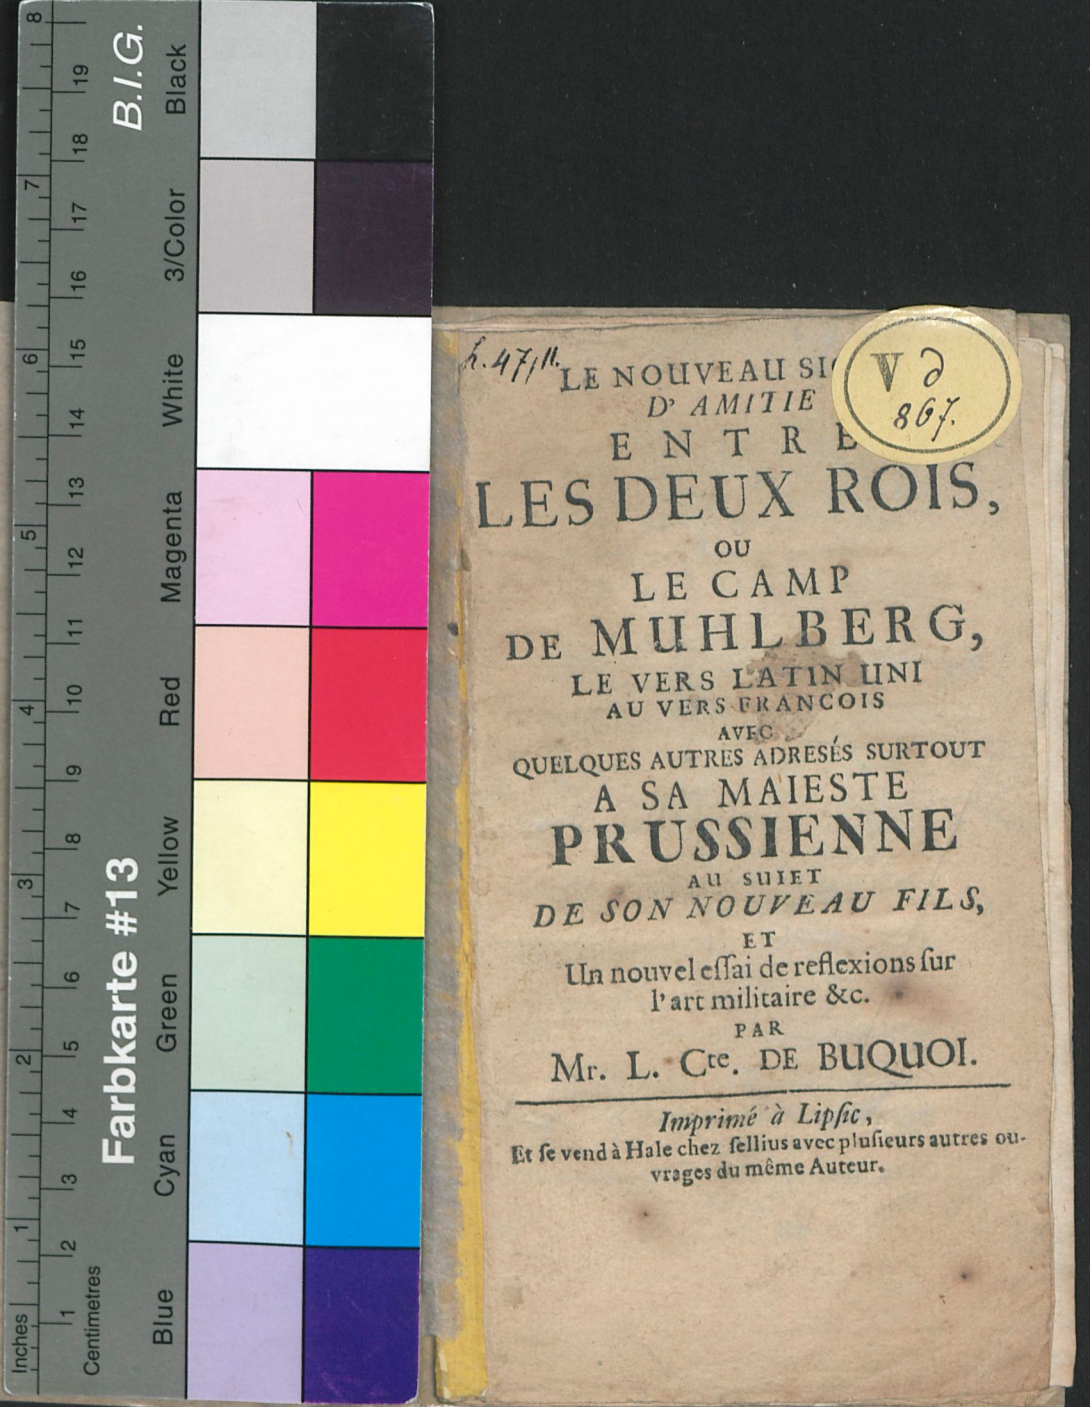 h. 47, 11.
V d
867.
LE NOUVEAU
D' AMITIE
ENTRE
LES DEUX ROIS,
OU
LE CAMP
DE MUHLBERG,
LE VERS LATIN UNI
AU VERS FRANCOIS
AVEC
QUELQUES AUTRES ADRESÉS SURTOUT
A SA MAIESTE
PRUSSIENNE
AU SUIET
DE SON NOUVEAU FILS,
ET
Un nouvel eſſai de reflexions ſur
l'art militaire &c.
PAR
Mr. L. Cte. DE BUQUOI.
Imprimé à Lipſic,
Et ſe vend à Hale chez ſellius avec pluſieurs autres ou-
vrages du même Auteur.
Farbkarte #13
B.I.G.
Blue
Cyan
Green
Yellow
Red
Magenta
White
3/Color
Black
Centimetres
1 2 3 4 5 6 7 8 9 10 11 12 13 14 15 16 17 18 19
Inches
1 2 3 4 5 6 7 8